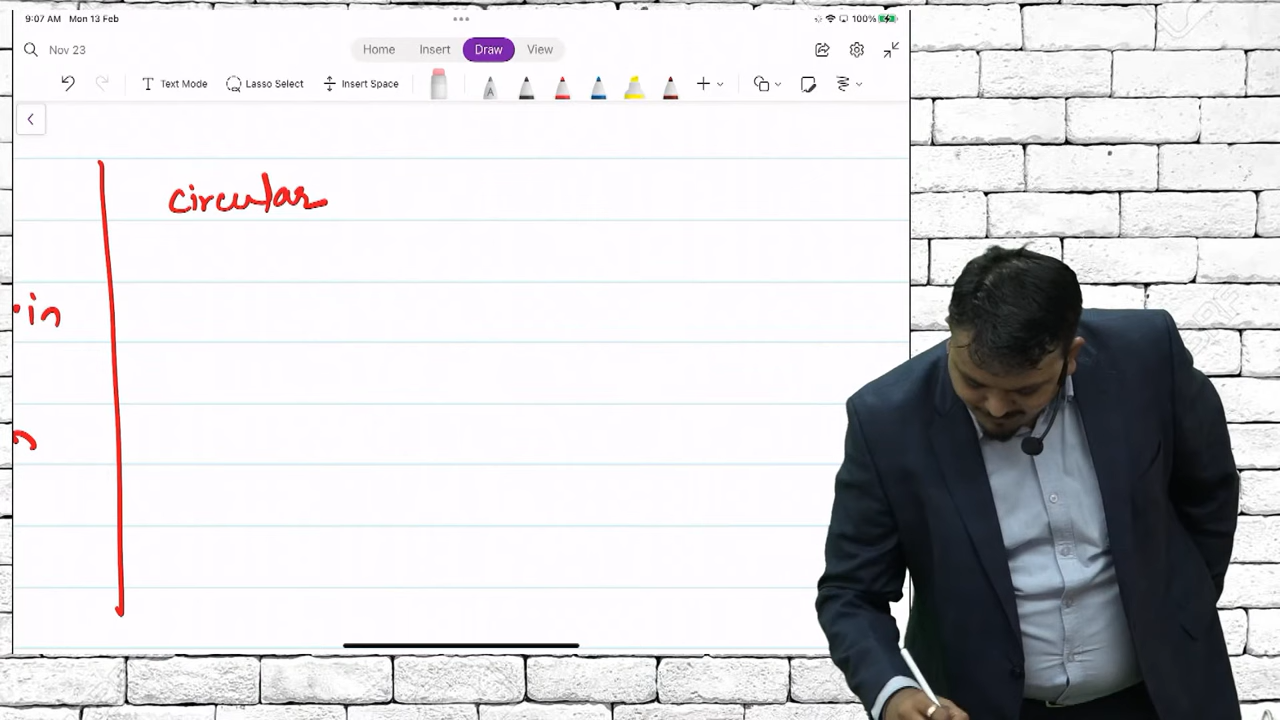 9:07 AM Mon 13 Feb
100%
Nov 23
Home Insert Draw View
Text Mode Lasso Select Insert Space
A
circular
in
n